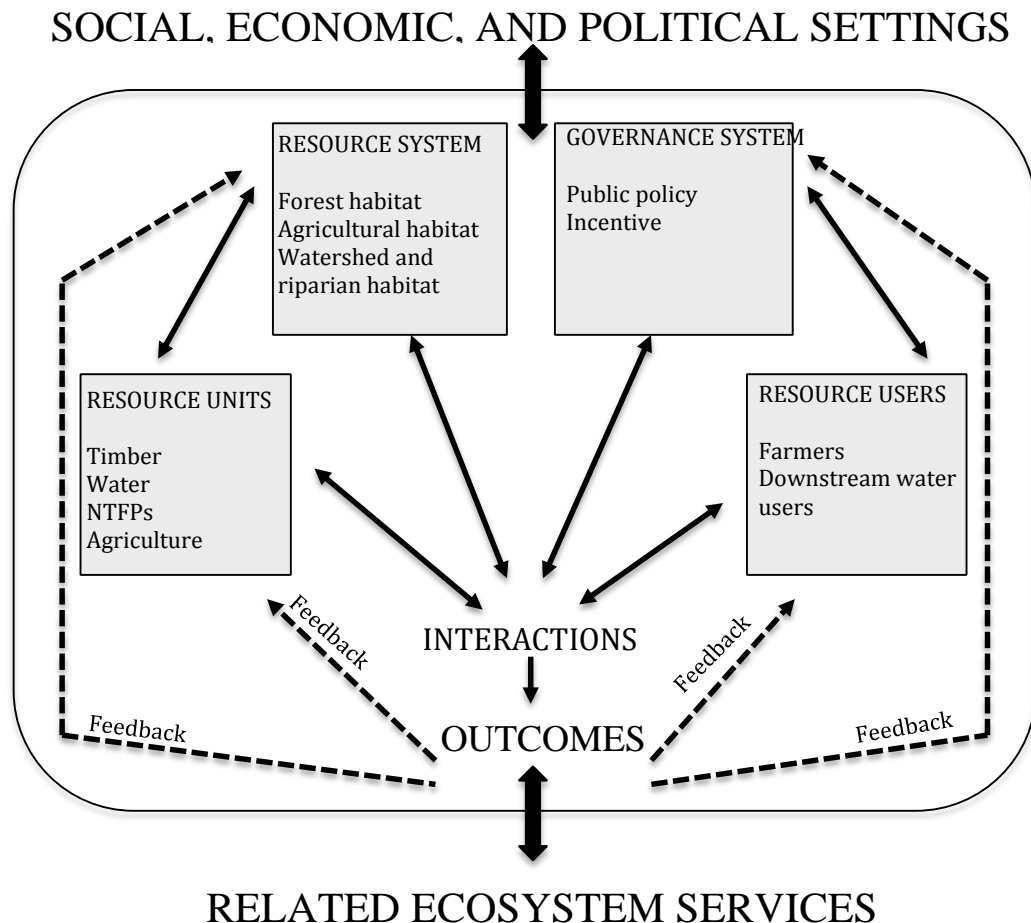 SOCIAL, ECONOMIC, AND POLITICAL SETTINGS
RESOURCE SYSTEM
Forest habitat
Agricultural habitat
Watershed and
riparian habitat
GOVERNANCE SYSTEM
Public policy
Incentive
RESOURCE UNITS
Timber
Water
NTFPs
Agriculture
RESOURCE USERS
Farmers
Downstream water
users
Feedback
Feedback
INTERACTIONS
Feedback
Feedback
OUTCOMES
RELATED ECOSYSTEM SERVICES